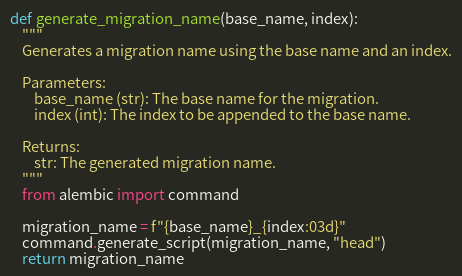 def generate_migration_name(base_name, index):
    """
    Generates a migration name using the base name and an index.

    Parameters:
        base_name (str): The base name for the migration.
        index (int): The index to be appended to the base name.

    Returns:
        str: The generated migration name.
    """
    from alembic import command

    migration_name = f"{base_name}_{index:03d}"
    command.generate_script(migration_name, "head")
    return migration_name